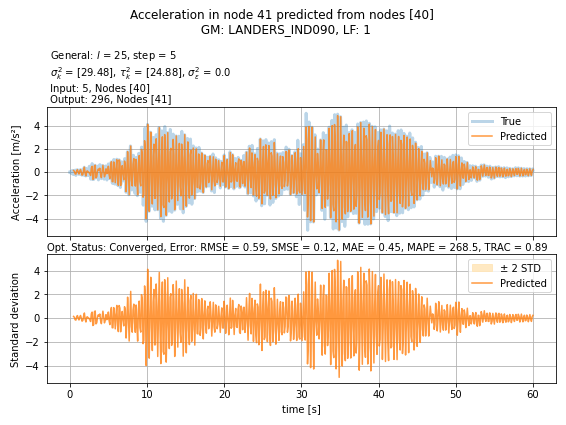 Acceleration in node 41 predicted from nodes [40]
GM: LANDERS_IND090, LF: 1
General: l = 25, step = 5
σ²ₖ = [29.48], τ²ₖ = [24.88], σ²ε = 0.0
Input: 5, Nodes [40]
Output: 296, Nodes [41]
Acceleration [m/s²]
4
2
0
−2
−4
True
Predicted
Opt. Status: Converged, Error: RMSE = 0.59, SMSE = 0.12, MAE = 0.45, MAPE = 268.5, TRAC = 0.89
Standard deviation
4
2
0
−2
−4
± 2 STD
Predicted
0 10 20 30 40 50 60
time [s]